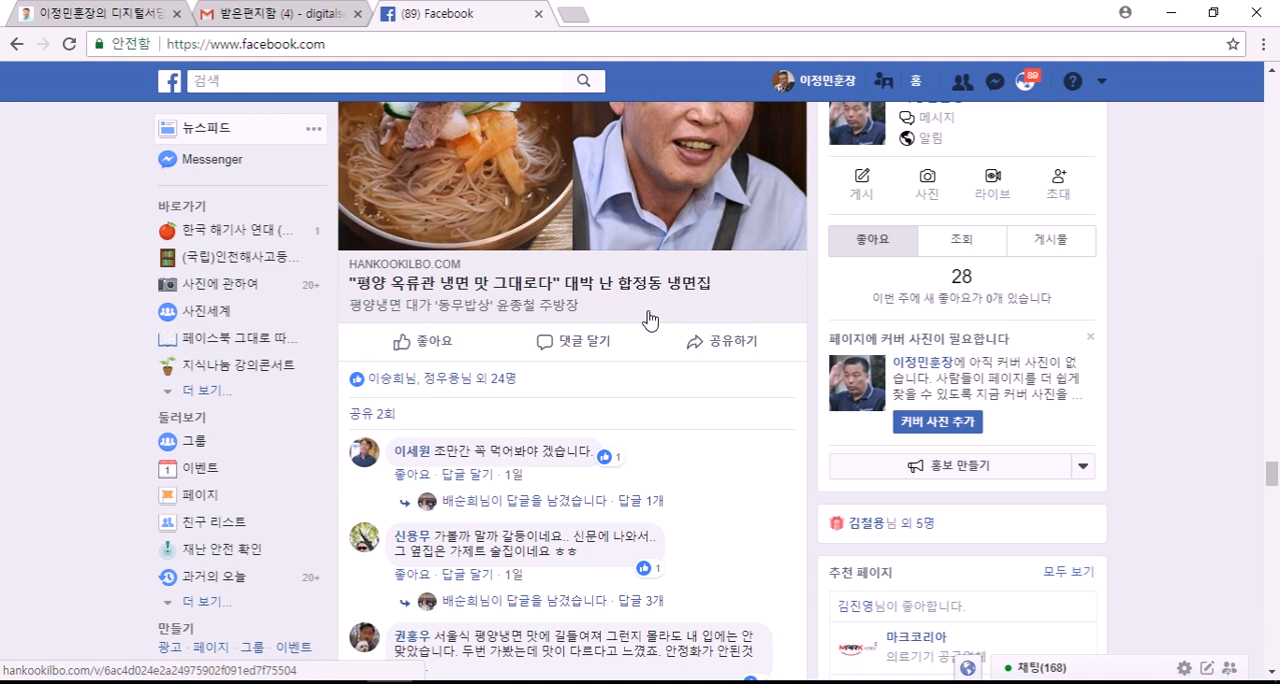 이정민훈장의 디지털서당
받은편지함 (4) - digitalse
(89) Facebook
안전함
https://www.facebook.com
검색
이정민훈장
홈
89
뉴스피드
Messenger
바로가기
한국 해기사 연대 (... 1
(국립)인천해사고등...
사진에 관하여 20+
사진세계
페이스북 그대로 따...
지식나눔 강의콘서트
더 보기...
둘러보기
그룹
이벤트
페이지
친구 리스트
재난 안전 확인
과거의 오늘 20+
더 보기...
만들기
광고 · 페이지 · 그룹 · 이벤트
hankookilbo.com/v/6ac4d024e2a24975902f091ed7f75504
HANKOOKILBO.COM
"평양 옥류관 냉면 맛 그대로다" 대박 난 합정동 냉면집
평양냉면 대가 '동무밥상' 윤종철 주방장
좋아요
댓글 달기
공유하기
이승희님, 정우용님 외 24명
공유 2회
이세원 조만간 꼭 먹어봐야 겠습니다.
1
좋아요 · 답글 달기 · 1일
배순희님이 답글을 남겼습니다 · 답글 1개
신용무 가볼까 말까 갈등이네요.. 신문에 나와서..
그 옆집은 가제트 술집이네요 ㅎㅎ
1
좋아요 · 답글 달기 · 1일
배순희님이 답글을 남겼습니다 · 답글 3개
권홍우 서울식 평양냉면 맛에 길들여져 그런지 몰라도 내 입에는 안
맞았습니다. 두번 가봤는데 맛이 다르다고 느꼈죠. 안정화가 안된것
메시지
알림
게시
사진
라이브
초대
좋아요
조회
게시물
28
이번 주에 새 좋아요가 0개 있습니다
페이지에 커버 사진이 필요합니다
이정민훈장에 아직 커버 사진이 없
습니다. 사람들이 페이지를 더 쉽게
찾을 수 있도록 지금 커버 사진을 ...
커버 사진 추가
홍보 만들기
김철용님 외 5명
추천 페이지
모두 보기
김진영님이 좋아합니다.
마크코리아
의료기기
채팅(168)